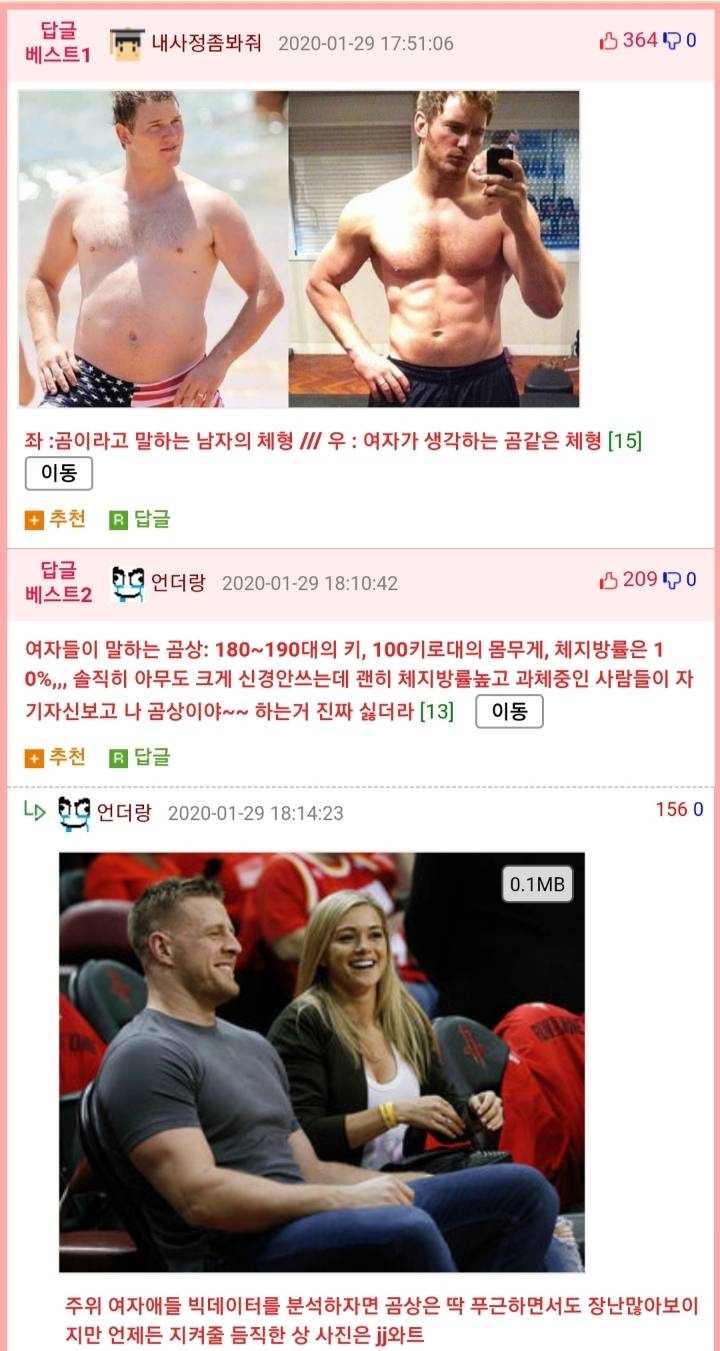 답글
베스트1
내사정좀봐줘 2020-01-29 17:51:06
364 0
좌 :곰이라고 말하는 남자의 체형 /// 우 : 여자가 생각하는 곰같은 체형 [15]
이동
추천 R 답글
답글
베스트2
언더랑 2020-01-29 18:10:42
209 0
여자들이 말하는 곰상: 180~190대의 키, 100키로대의 몸무게, 체지방률은 1
0%,,, 솔직히 아무도 크게 신경안쓰는데 괜히 체지방률높고 과체중인 사람들이 자
기자신보고 나 곰상이야~~ 하는거 진짜 싫더라 [13] 이동
추천 R 답글
언더랑 2020-01-29 18:14:23
156 0
0.1MB
주위 여자애들 빅데이터를 분석하자면 곰상은 딱 푸근하면서도 장난많아보이
지만 언제든 지켜줄 듬직한 상 사진은 jj와트